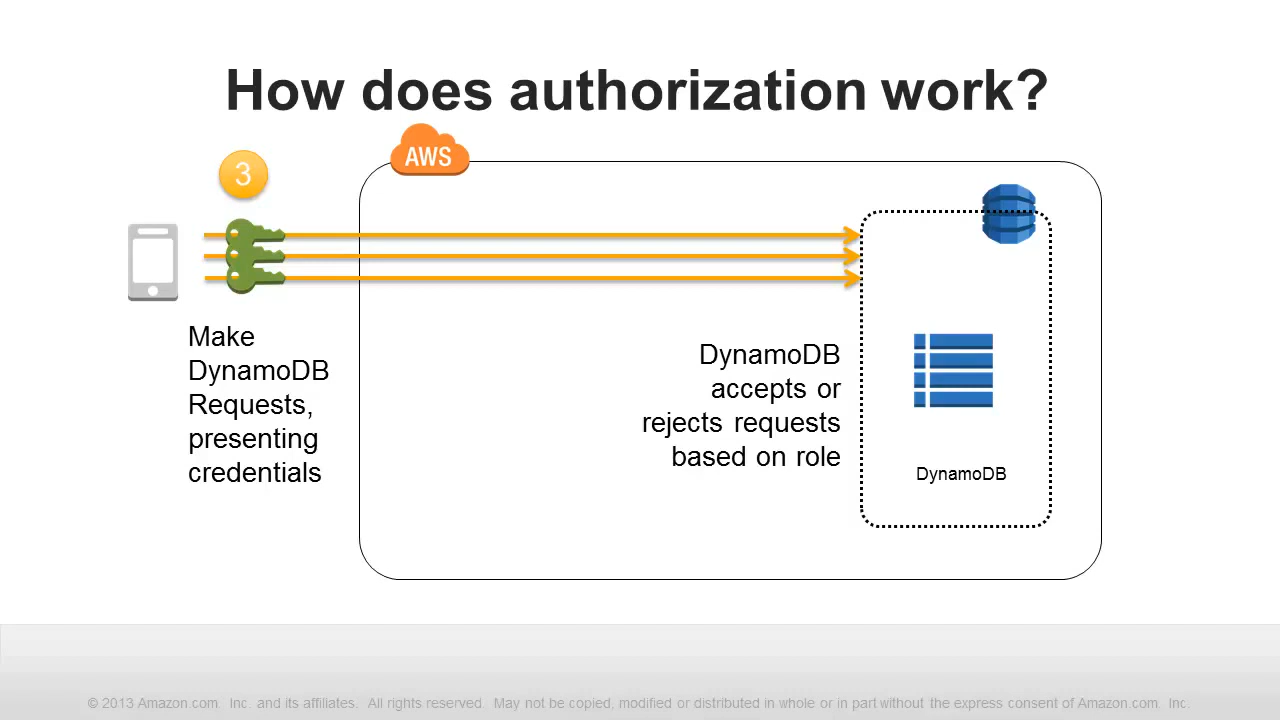 How does authorization work?
AWS
3
Make
DynamoDB
Requests,
presenting
credentials
DynamoDB
accepts or
rejects requests
based on role
DynamoDB
© 2013 Amazon.com. Inc. and its affiliates. All rights reserved. May not be copied, modified or distributed in whole or in part without the express consent of Amazon.com. Inc.